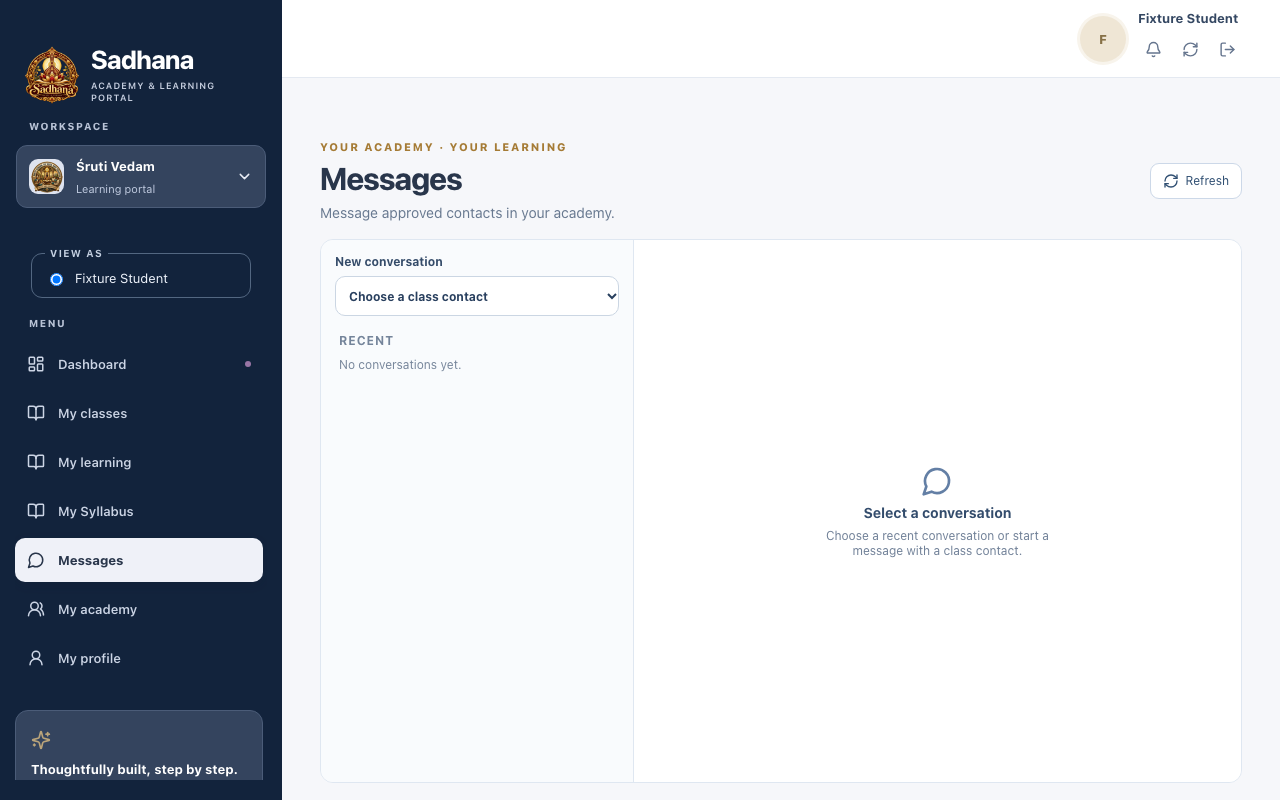 Sadhana
Sadhana
ACADEMY & LEARNING
PORTAL
WORKSPACE
Śruti Vedam
Learning portal
VIEW AS
Fixture Student
MENU
Dashboard
My classes
My learning
My Syllabus
Messages
My academy
My profile
Thoughtfully built, step by step.
F
Fixture Student
YOUR ACADEMY · YOUR LEARNING
Messages
Message approved contacts in your academy.
Refresh
New conversation
Choose a class contact
RECENT
No conversations yet.
Select a conversation
Choose a recent conversation or start a
message with a class contact.